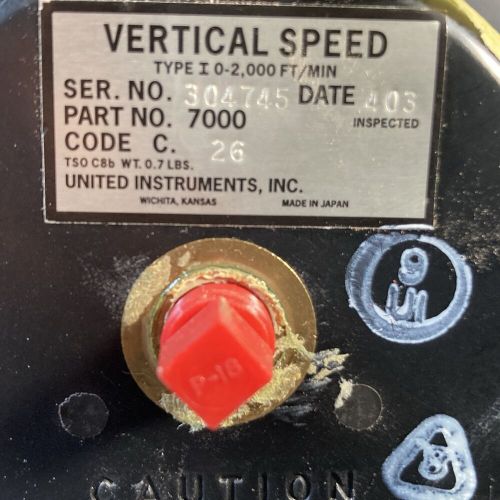 VERTICAL SPEED
TYPE I 0-2,000 FT/MIN
SER. NO. 304745 DATE 403
PART NO. 7000 INSPECTED
CODE C. 26
TSO C8b WT. 0.7 LBS.
UNITED INSTRUMENTS, INC.
WICHITA, KANSAS MADE IN JAPAN
9
P-18
CAUTION